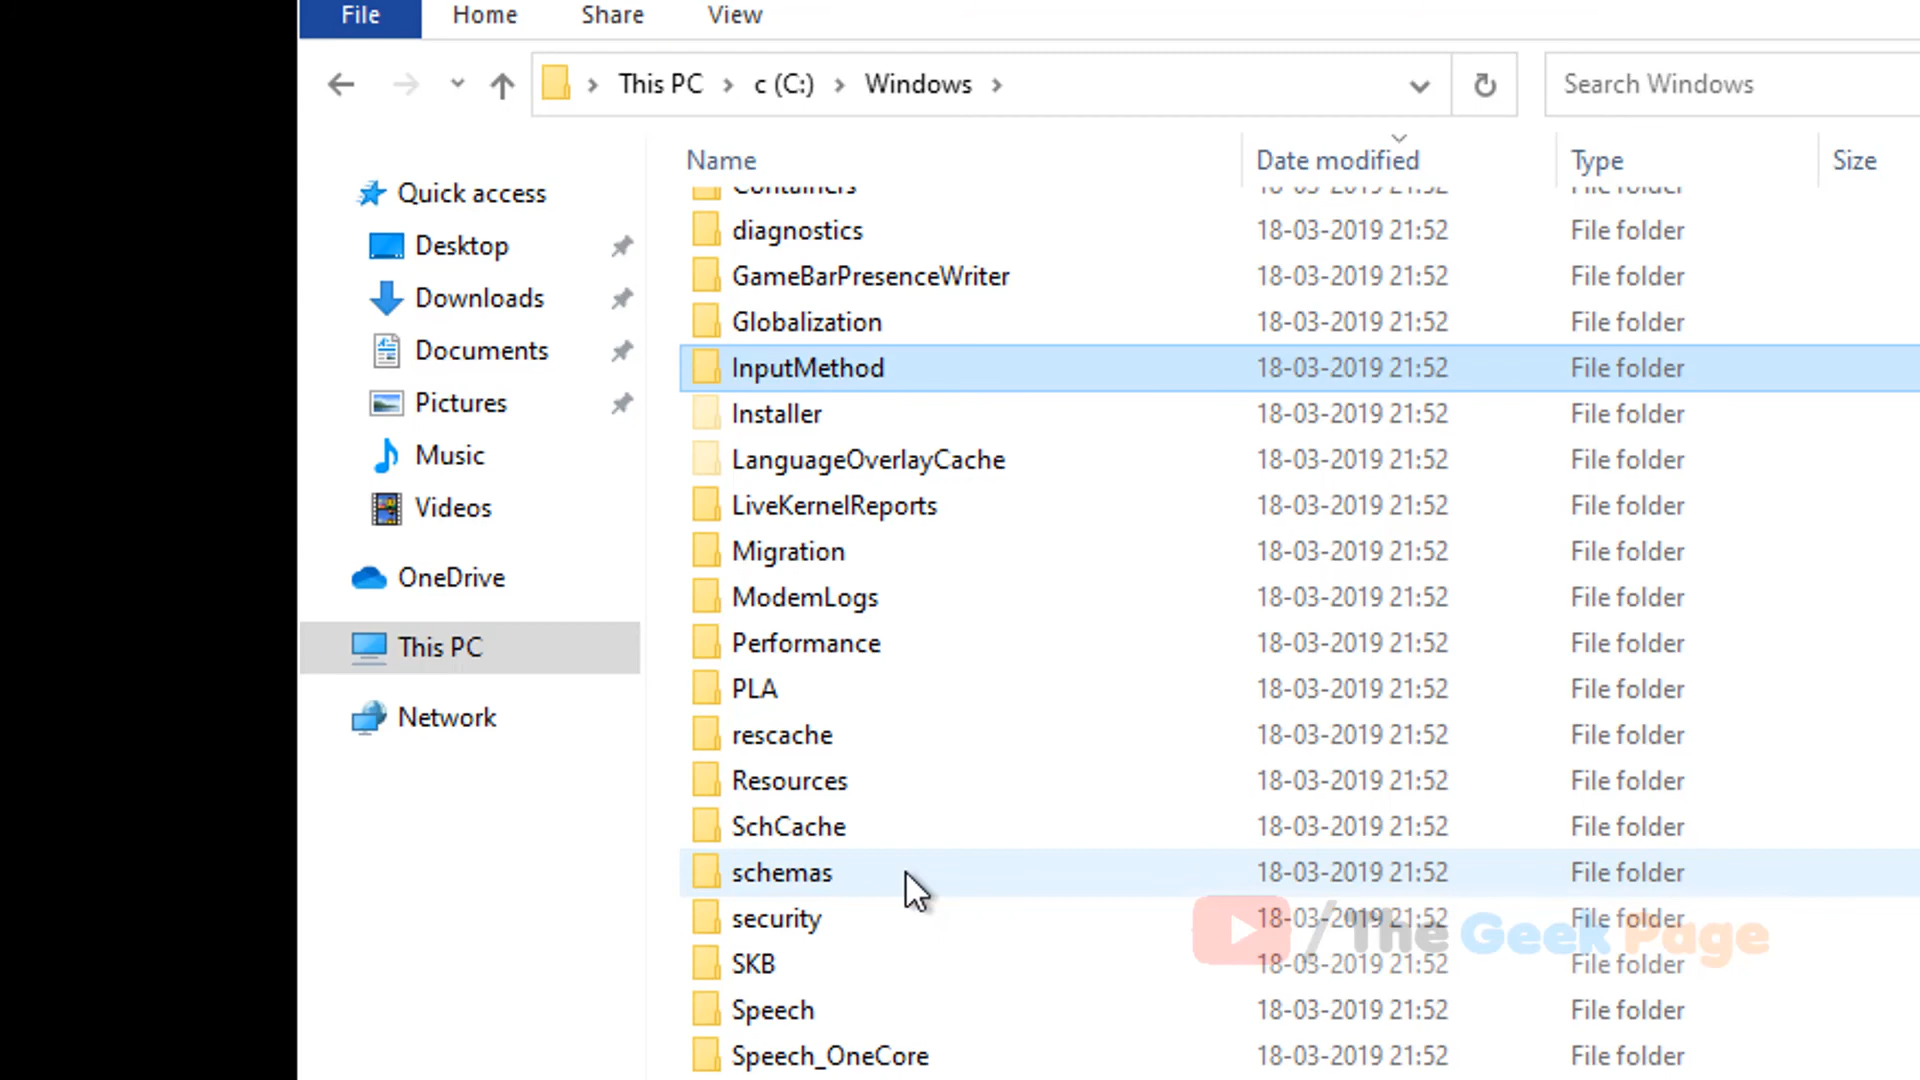 File Home Share View
This PC c (C:) Windows Search Windows
Name Date modified Type Size
Containers 18-03-2019 21:52 File folder
Quick access
diagnostics 18-03-2019 21:52 File folder
Desktop
GameBarPresenceWriter 18-03-2019 21:52 File folder
Downloads
Globalization 18-03-2019 21:52 File folder
Documents
InputMethod 18-03-2019 21:52 File folder
Pictures
Installer 18-03-2019 21:52 File folder
Music
LanguageOverlayCache 18-03-2019 21:52 File folder
Videos
LiveKernelReports 18-03-2019 21:52 File folder
Migration 18-03-2019 21:52 File folder
OneDrive
ModemLogs 18-03-2019 21:52 File folder
This PC
Performance 18-03-2019 21:52 File folder
PLA 18-03-2019 21:52 File folder
Network
rescache 18-03-2019 21:52 File folder
Resources 18-03-2019 21:52 File folder
SchCache 18-03-2019 21:52 File folder
schemas 18-03-2019 21:52 File folder
security 18-03-2019 21:52 File folder
/ The Geek Page
SKB 18-03-2019 21:52 File folder
Speech 18-03-2019 21:52 File folder
Speech_OneCore 18-03-2019 21:52 File folder